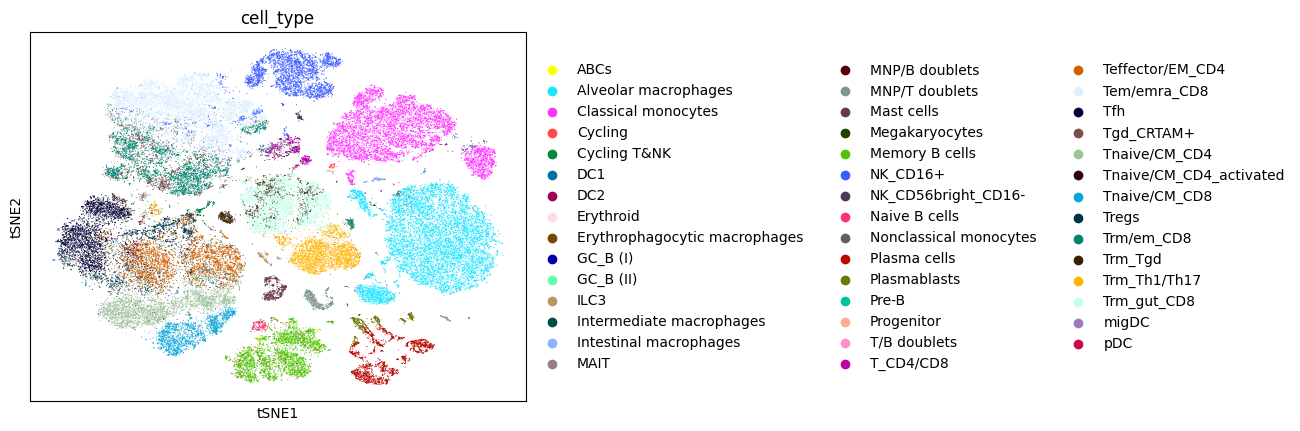 cell_type
tSNE2
tSNE1
ABCs
Alveolar macrophages
Classical monocytes
Cycling
Cycling T&NK
DC1
DC2
Erythroid
Erythrophagocytic macrophages
GC_B (I)
GC_B (II)
ILC3
Intermediate macrophages
Intestinal macrophages
MAIT
MNP/B doublets
MNP/T doublets
Mast cells
Megakaryocytes
Memory B cells
NK_CD16+
NK_CD56bright_CD16-
Naive B cells
Nonclassical monocytes
Plasma cells
Plasmablasts
Pre-B
Progenitor
T/B doublets
T_CD4/CD8
Teffector/EM_CD4
Tem/emra_CD8
Tfh
Tgd_CRTAM+
Tnaive/CM_CD4
Tnaive/CM_CD4_activated
Tnaive/CM_CD8
Tregs
Trm/em_CD8
Trm_Tgd
Trm_Th1/Th17
Trm_gut_CD8
migDC
pDC